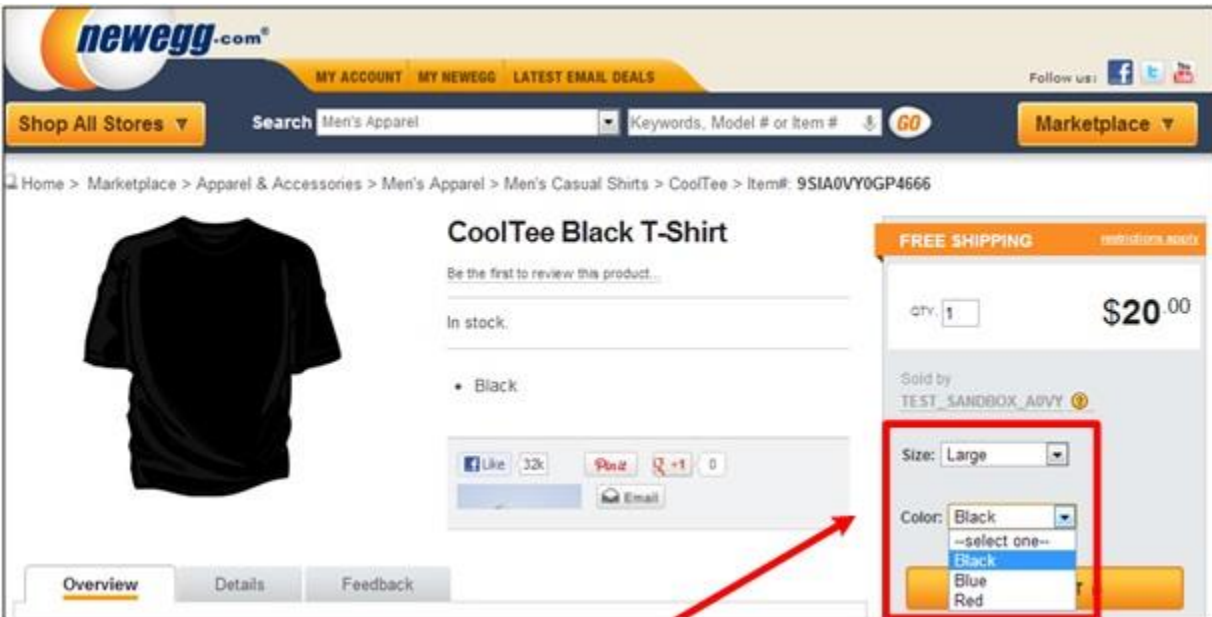 newegg.com®
MY ACCOUNT MY NEWEGG LATEST EMAIL DEALS
Follow us:
Shop All Stores ▼
Search Men's Apparel
Keywords, Model # or Item #
GO
Marketplace ▼
Home > Marketplace > Apparel & Accessories > Men's Apparel > Men's Casual Shirts > CoolTee > Item#: 9SIA0VY0GP4666
CoolTee Black T-Shirt
Be the first to review this product...
In stock.
• Black
Like 32k
Pin it
+1 0
Email
FREE SHIPPING restrictions apply
QTY. 1 $20.00
Sold by
TEST_SANDBOX_A0VY
Size: Large
Color: Black
--select one--
Black
Blue
Red
Overview Details Feedback